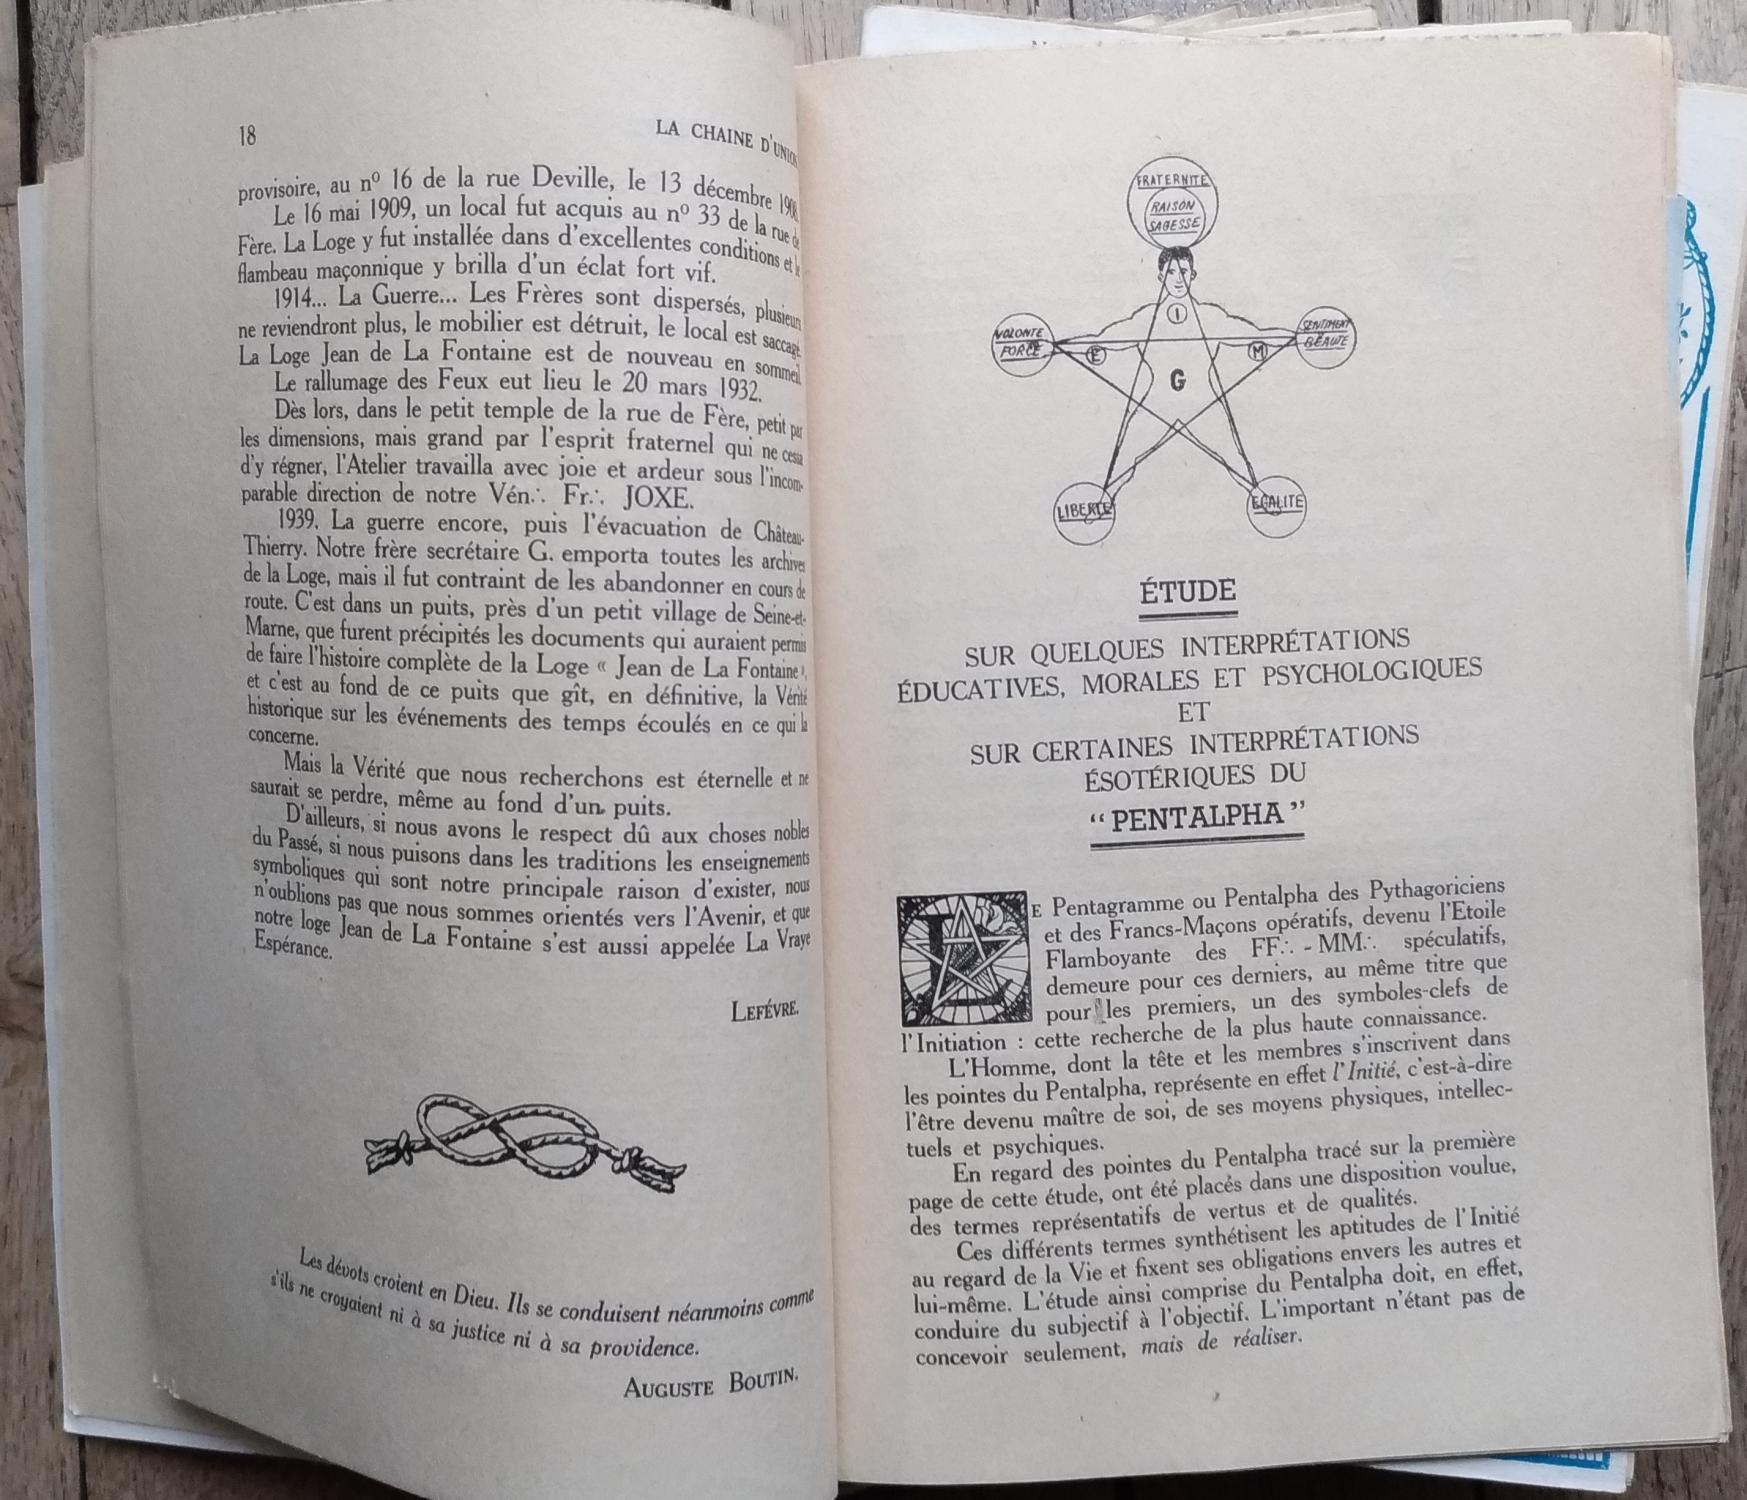 18
LA CHAINE D'UNION
provisoire, au nº 16 de la rue Deville, le 13 décembre 1908.
Le 16 mai 1909, un local fut acquis au nº 33 de la rue de
Fère. La Loge y fut installée dans d'excellentes conditions et le
flambeau maçonnique y brilla d'un éclat fort vif.
1914... La Guerre... Les Frères sont dispersés, plusieurs
ne reviendront plus, le mobilier est détruit, le local est saccagé.
La Loge Jean de La Fontaine est de nouveau en sommeil.
Le rallumage des Feux eut lieu le 20 mars 1932.
Dès lors, dans le petit temple de la rue de Fère, petit par
les dimensions, mais grand par l'esprit fraternel qui ne cessa
d'y régner, l'Atelier travailla avec joie et ardeur sous l'incom-
parable direction de notre Vén∴ Fr∴ JOXE.
1939. La guerre encore, puis l'évacuation de Château-
Thierry. Notre frère secrétaire G. emporta toutes les archives
de la Loge, mais il fut contraint de les abandonner en cours de
route. C'est dans un puits, près d'un petit village de Seine-et-
Marne, que furent précipités les documents qui auraient permis
de faire l'histoire complète de la Loge « Jean de La Fontaine »,
et c'est au fond de ce puits que gît, en définitive, la Vérité
historique sur les événements des temps écoulés en ce qui la
concerne.
Mais la Vérité que nous recherchons est éternelle et ne
saurait se perdre, même au fond d'un puits.
D'ailleurs, si nous avons le respect dû aux choses nobles
du Passé, si nous puisons dans les traditions les enseignements
symboliques qui sont notre principale raison d'exister, nous
n'oublions pas que nous sommes orientés vers l'Avenir, et que
notre loge Jean de La Fontaine s'est aussi appelée La Vraye
Espérance.
LEFÉVRE.
Les dévots croient en Dieu. Ils se conduisent néanmoins comme
s'ils ne croyaient ni à sa justice ni à sa providence.
AUGUSTE BOUTIN.
FRATERNITE
RAISON
SAGESSE
VOLONTE
FORCE
SENTIMENT
BEAUTE
I
E
M
G
LIBERTE
EGALITE
ÉTUDE
SUR QUELQUES INTERPRÉTATIONS
ÉDUCATIVES, MORALES ET PSYCHOLOGIQUES
ET
SUR CERTAINES INTERPRÉTATIONS
ÉSOTÉRIQUES DU
“ PENTALPHA ”
LE Pentagramme ou Pentalpha des Pythagoriciens
et des Francs-Maçons opératifs, devenu l'Etoile
Flamboyante des FF∴ - MM∴ spéculatifs,
demeure pour ces derniers, au même titre que
pour les premiers, un des symboles-clefs de
l'Initiation : cette recherche de la plus haute connaissance.
L'Homme, dont la tête et les membres s'inscrivent dans
les pointes du Pentalpha, représente en effet l'Initié, c'est-à-dire
l'être devenu maître de soi, de ses moyens physiques, intellec-
tuels et psychiques.
En regard des pointes du Pentalpha tracé sur la première
page de cette étude, ont été placés dans une disposition voulue,
des termes représentatifs de vertus et de qualités.
Ces différents termes synthétisent les aptitudes de l'Initié
au regard de la Vie et fixent ses obligations envers les autres et
lui-même. L'étude ainsi comprise du Pentalpha doit, en effet,
conduire du subjectif à l'objectif. L'important n'étant pas de
concevoir seulement, mais de réaliser.